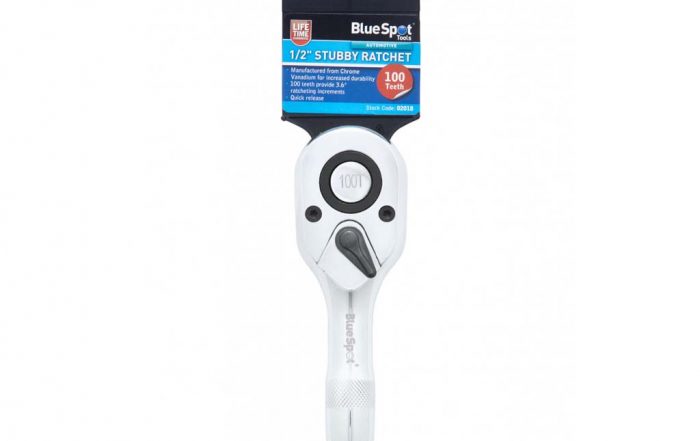 LIFE
TIME
GUARANTEE
BlueSpot
Tools
AUTOMOTIVE
1/2" STUBBY RATCHET
• Manufactured from Chrome
Vanadium for increased durability
• 100 teeth provide 3.6°
ratcheting increments
• Quick release
100
Teeth
Stock Code: 02018
100T
BlueSpot